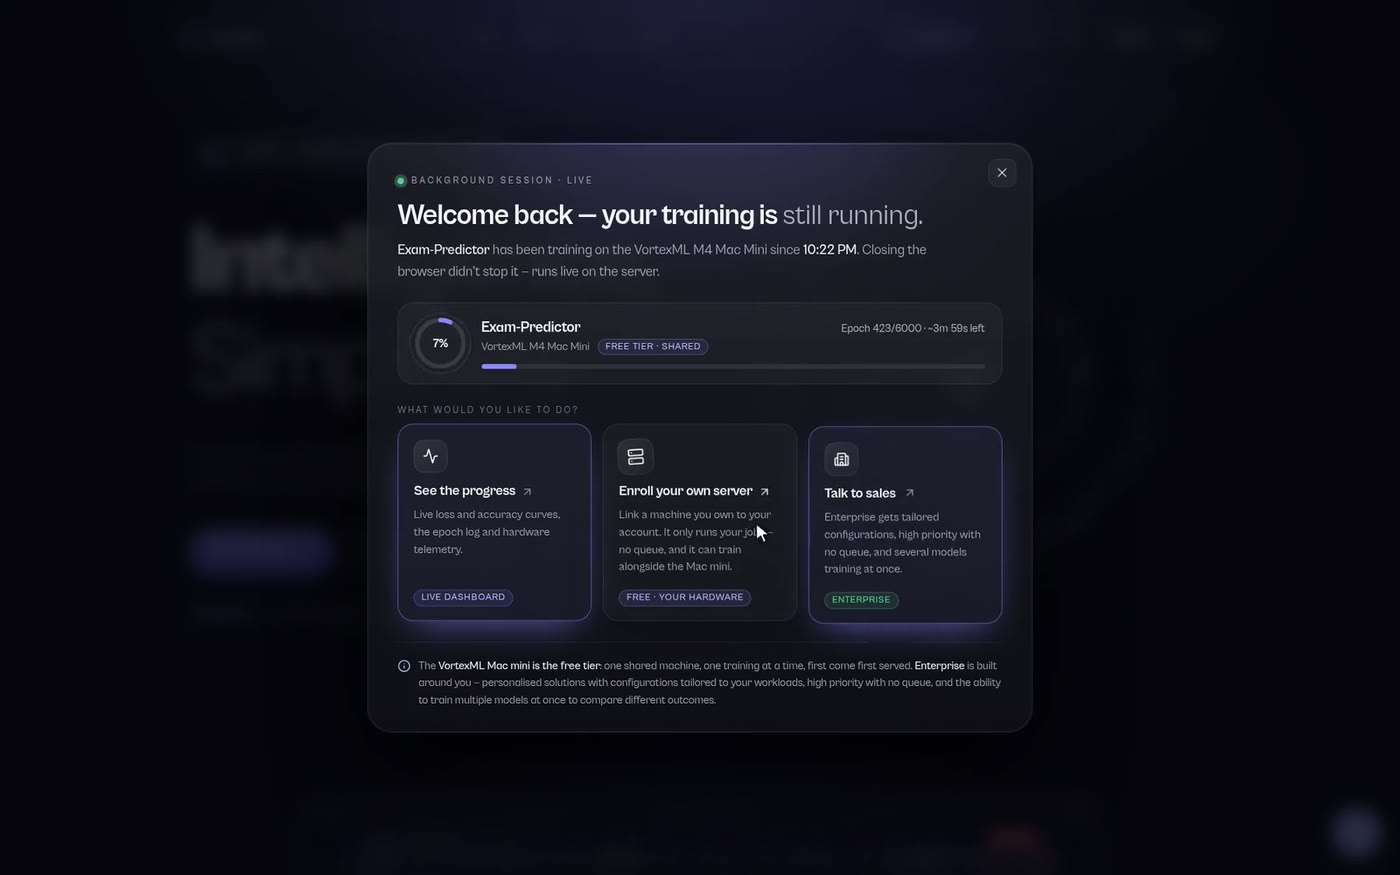 BACKGROUND SESSION · LIVE
Welcome back — your training is still running.
Exam-Predictor has been training on the VortexML M4 Mac Mini since 10:22 PM. Closing the
browser didn't stop it – runs live on the server.
7%
Exam-Predictor
Epoch 423/6000 · ~3m 59s left
VortexML M4 Mac Mini
FREE TIER · SHARED
WHAT WOULD YOU LIKE TO DO?
See the progress
Live loss and accuracy curves,
the epoch log and hardware
telemetry.
LIVE DASHBOARD
Enroll your own server
Link a machine you own to your
account. It only runs your –
no queue, and it can train
alongside the Mac mini.
FREE · YOUR HARDWARE
Talk to sales
Enterprise gets tailored
configurations, high priority with
no queue, and several models
training at once.
ENTERPRISE
The VortexML Mac mini is the free tier: one shared machine, one training at a time, first come first served. Enterprise is built
around you – personalised solutions with configurations tailored to your workloads, high priority with no queue, and the ability
to train multiple models at once to compare different outcomes.